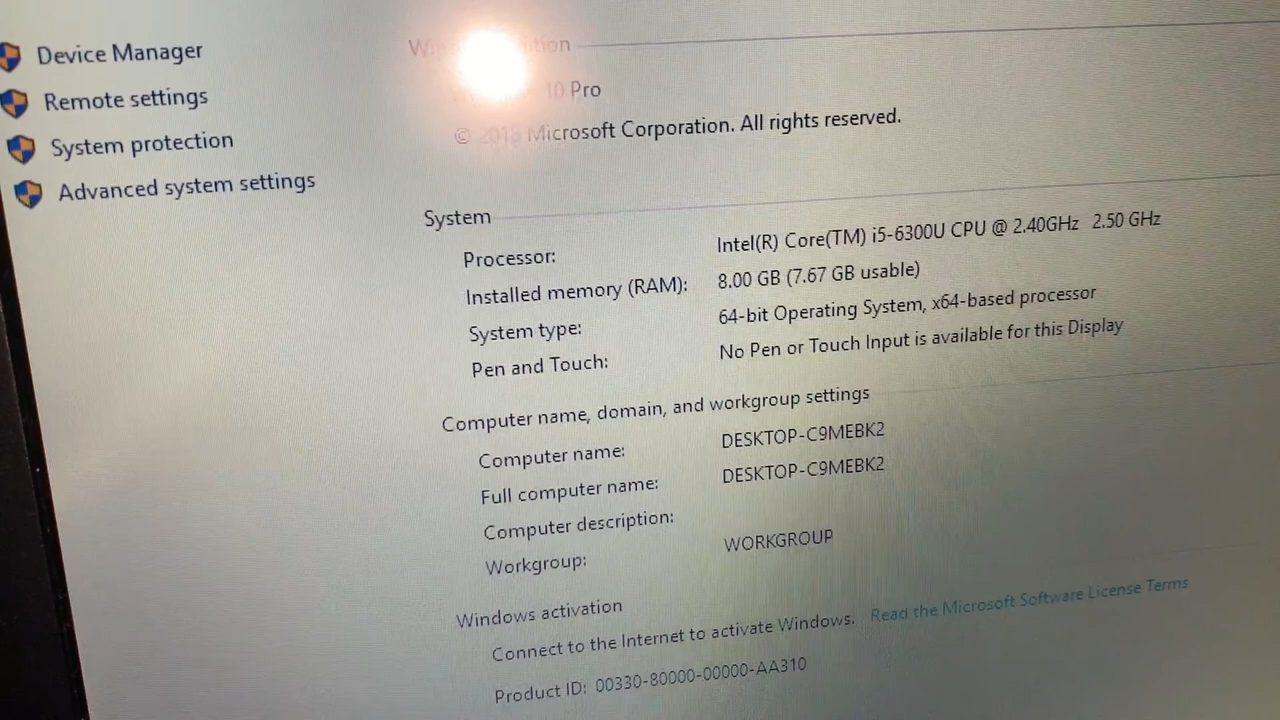 Device Manager
Remote settings
System protection
Advanced system settings
10 Pro
© 2018 Microsoft Corporation. All rights reserved.
System
Processor: Intel(R) Core(TM) i5-6300U CPU @ 2.40GHz 2.50 GHz
Installed memory (RAM): 8.00 GB (7.67 GB usable)
System type: 64-bit Operating System, x64-based processor
Pen and Touch: No Pen or Touch Input is available for this Display
Computer name, domain, and workgroup settings
Computer name: DESKTOP-C9MEBK2
Full computer name: DESKTOP-C9MEBK2
Computer description:
Workgroup: WORKGROUP
Windows activation
Connect to the Internet to activate Windows. Read the Microsoft Software License Terms
Product ID: 00330-80000-00000-AA310